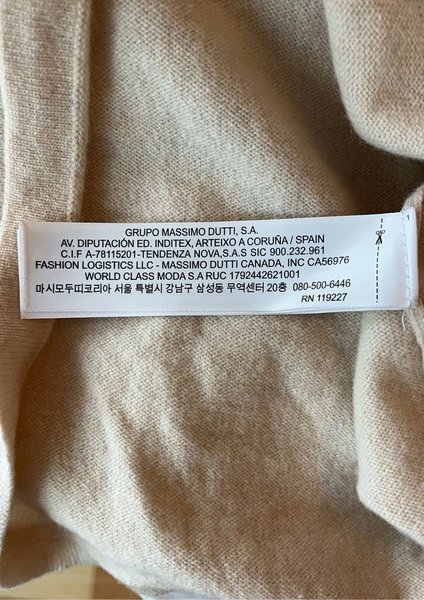 GRUPO MASSIMO DUTTI, S.A.
AV. DIPUTACIÓN ED. INDITEX, ARTEIXO A CORUÑA / SPAIN
C.I.F A-78115201-TENDENZA NOVA,S.A.S SIC 900.232.961
FASHION LOGISTICS LLC - MASSIMO DUTTI CANADA, INC CA56976
WORLD CLASS MODA S.A RUC 1792442621001
마시모두띠코리아 서울 특별시 강남구 삼성동 무역센터 20층 080-500-6446
RN 119227
1